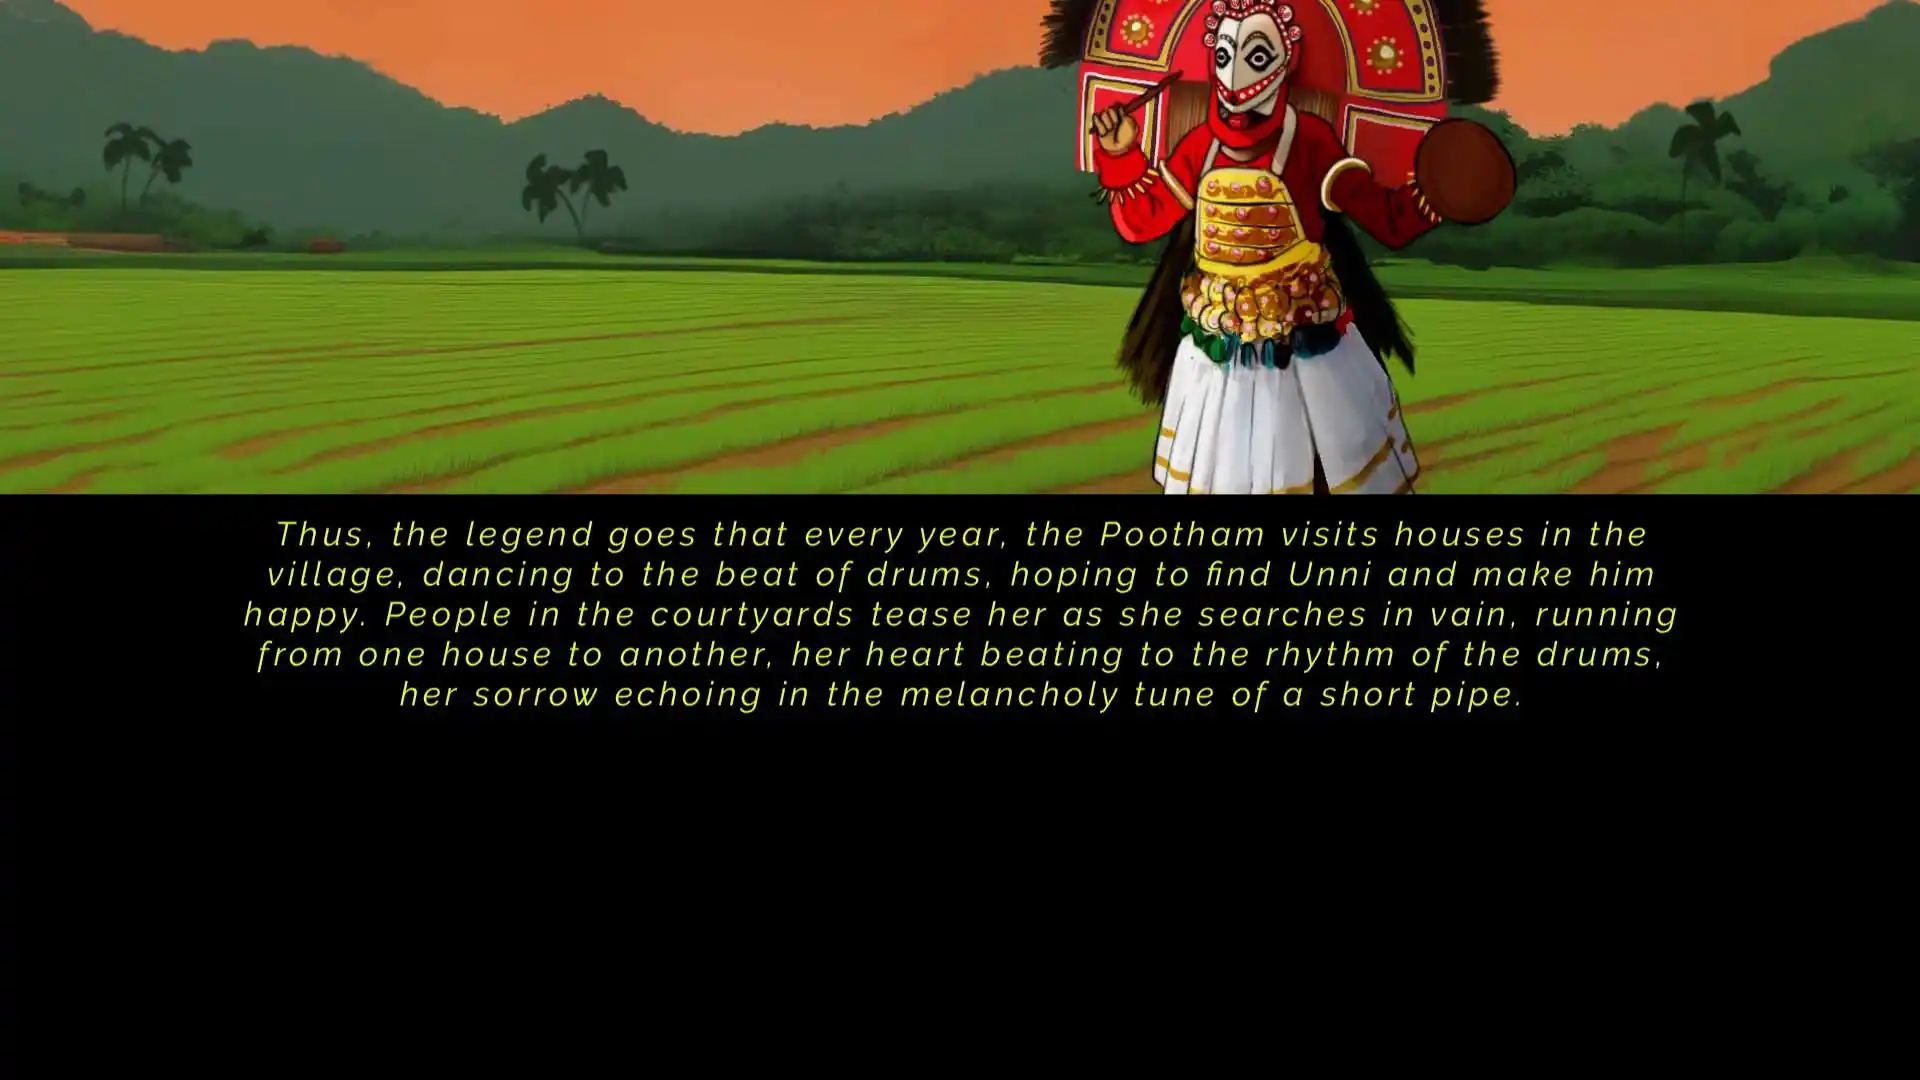 Thus, the legend goes that every year, the Pootham visits houses in the
village, dancing to the beat of drums, hoping to find Unni and make him
happy. People in the courtyards tease her as she searches in vain, running
from one house to another, her heart beating to the rhythm of the drums,
her sorrow echoing in the melancholy tune of a short pipe.